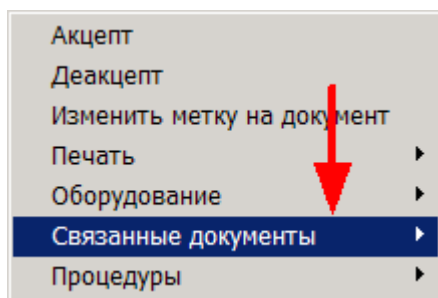 Акцепт
Деакцепт
Изменить метку на документ
Печать
Оборудование
Связанные документы
Процедуры